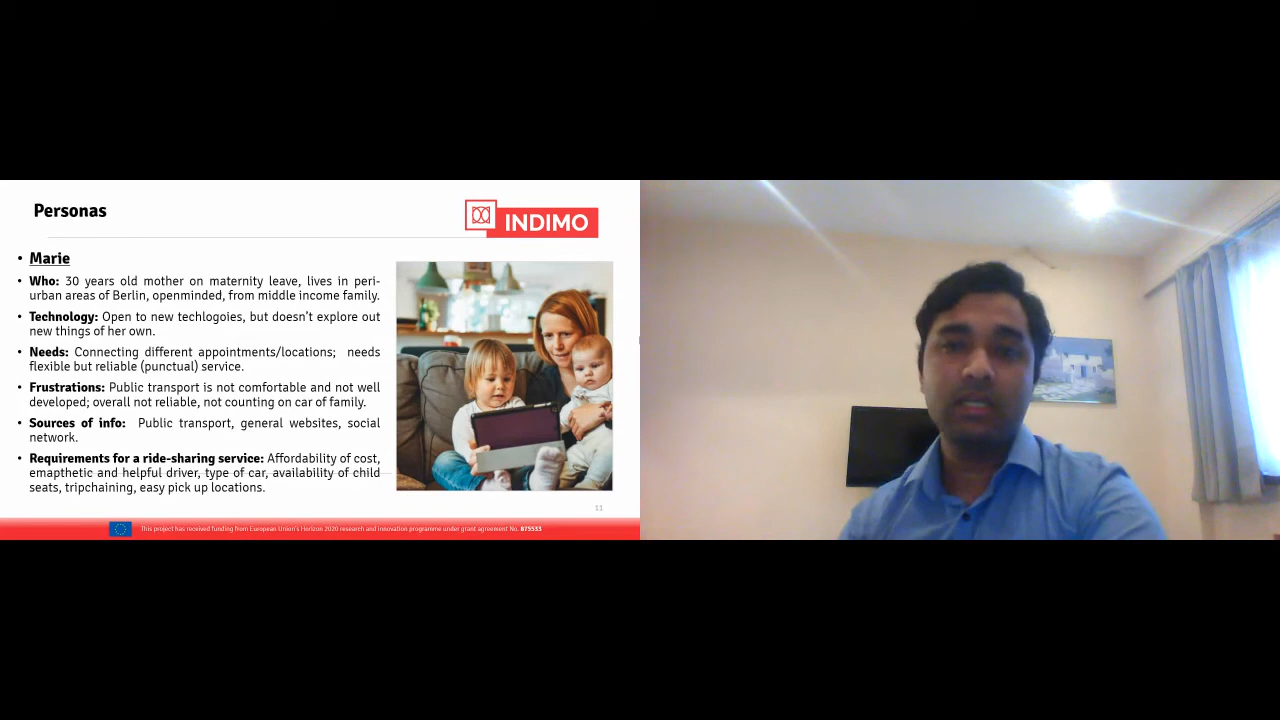 Personas
INDIMO
• Marie
• Who: 30 years old mother on maternity leave, lives in peri-
urban areas of Berlin, openminded, from middle income family.
• Technology: Open to new techlogoies, but doesn't explore out
new things of her own.
• Needs: Connecting different appointments/locations; needs
flexible but reliable (punctual) service.
• Frustrations: Public transport is not comfortable and not well
developed; overall not reliable, not counting on car of family.
• Sources of info: Public transport, general websites, social
network.
• Requirements for a ride-sharing service: Affordability of cost,
emapthetic and helpful driver, type of car, availability of child
seats, tripchaining, easy pick up locations.
11
This project has received funding from European Union's Horizon 2020 research and innovation programme under grant agreement No. 875533